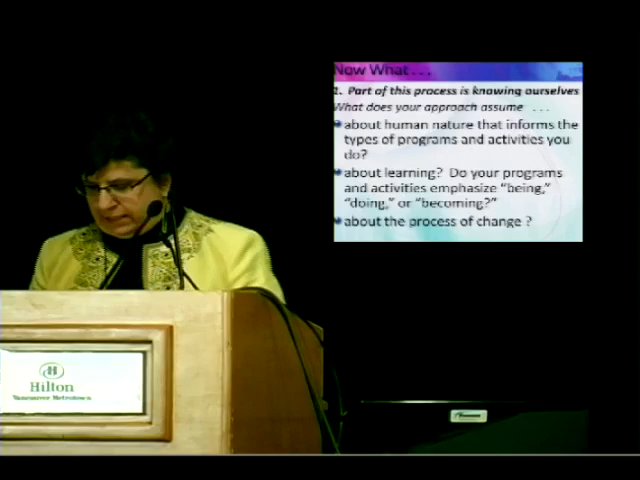 Now What . . .
1. Part of this process is knowing ourselves
What does your approach assume . . .
about human nature that informs the
types of programs and activities you
do?
about learning? Do your programs
and activities emphasize “being,”
“doing,” or “becoming?”
about the process of change ?
H
Hilton
Vancouver Metrotown